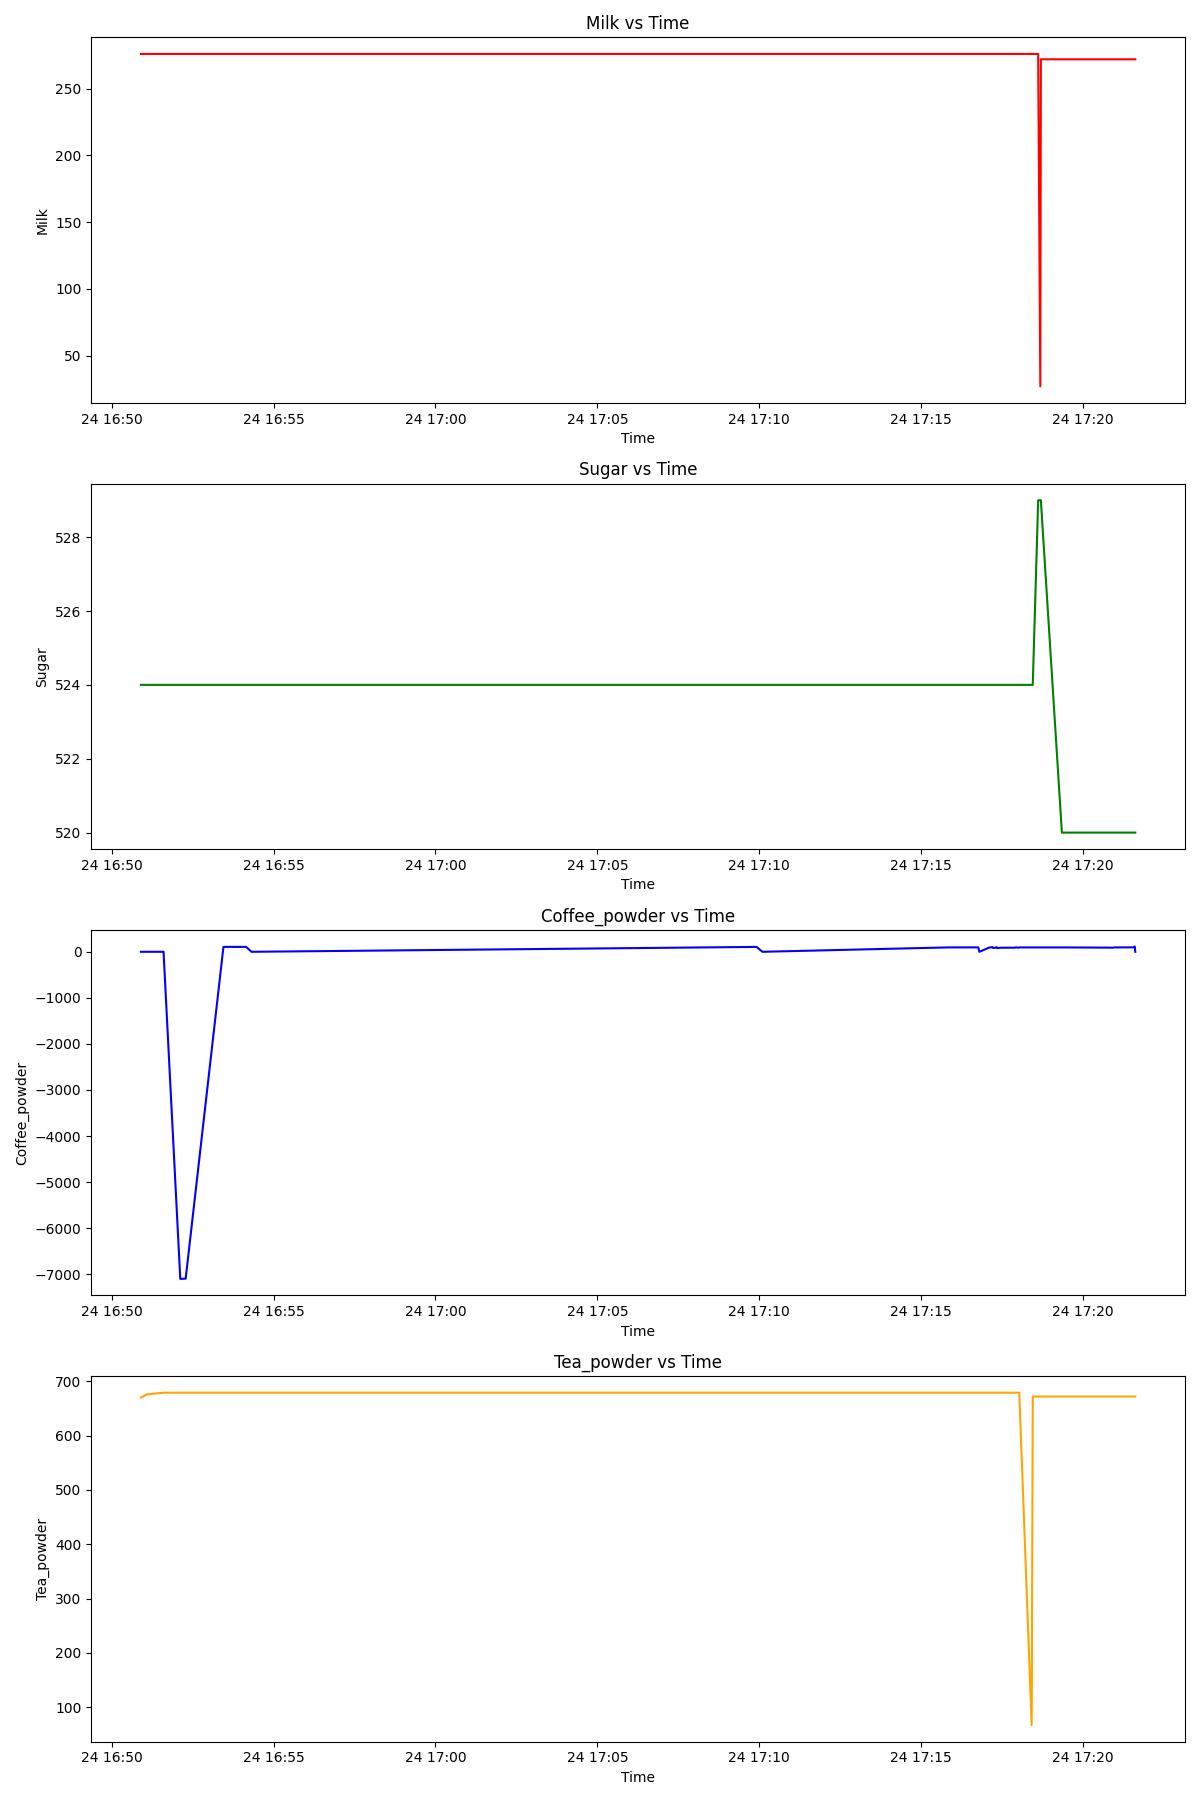 Milk vs Time
250
200
150
100
50
Milk
24 16:50 24 16:55 24 17:00 24 17:05 24 17:10 24 17:15 24 17:20
Time
Sugar vs Time
528
526
524
522
520
Sugar
24 16:50 24 16:55 24 17:00 24 17:05 24 17:10 24 17:15 24 17:20
Time
Coffee_powder vs Time
0
−1000
−2000
−3000
−4000
−5000
−6000
−7000
Coffee_powder
24 16:50 24 16:55 24 17:00 24 17:05 24 17:10 24 17:15 24 17:20
Time
Tea_powder vs Time
700
600
500
400
300
200
100
Tea_powder
24 16:50 24 16:55 24 17:00 24 17:05 24 17:10 24 17:15 24 17:20
Time